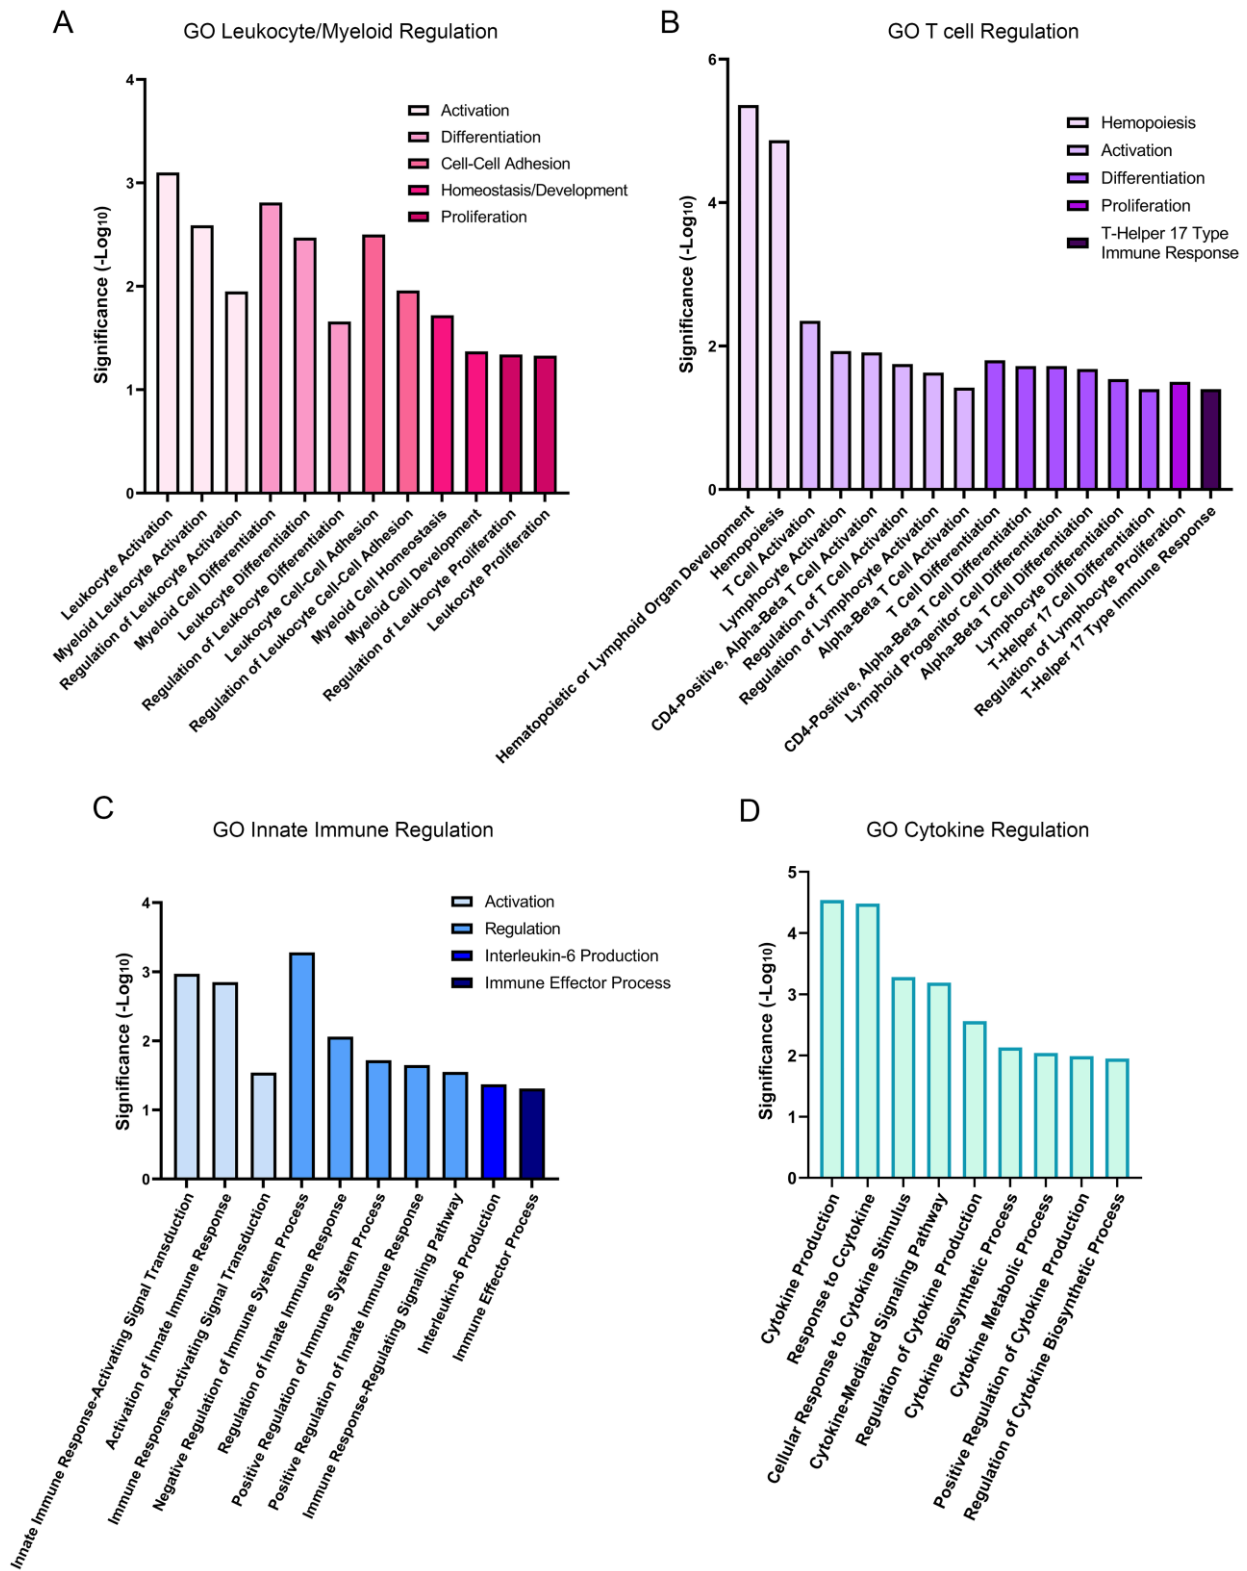 A
GO Leukocyte/Myeloid Regulation
4
3
2
1
0
Significance (-Log10)
Activation
Differentiation
Cell-Cell Adhesion
Homeostasis/Development
Proliferation
Leukocyte Activation
Myeloid Leukocyte Activation
Regulation of Leukocyte Activation
Myeloid Cell Differentiation
Leukocyte Differentiation
Regulation of Leukocyte Differentiation
Leukocyte Cell-Cell Adhesion
Regulation of Leukocyte Cell-Cell Adhesion
Myeloid Cell Homeostasis
Myeloid Cell Development
Regulation of Leukocyte Proliferation
Leukocyte Proliferation
B
GO T cell Regulation
6
4
2
0
Significance (-Log10)
Hemopoiesis
Activation
Differentiation
Proliferation
T-Helper 17 Type
Immune Response
Hematopoietic or Lymphoid Organ Development
Hemopoiesis
T Cell Activation
Lymphocyte Activation
CD4-Positive, Alpha-Beta T Cell Activation
Regulation of T Cell Activation
Regulation of Lymphocyte Activation
Alpha-Beta T Cell Activation
T Cell Differentiation
CD4-Positive, Alpha-Beta T Cell Differentiation
Lymphoid Progenitor Cell Differentiation
Alpha-Beta T Cell Differentiation
Lymphocyte Differentiation
T-Helper 17 Cell Differentiation
Regulation of Lymphocyte Proliferation
T-Helper 17 Type Immune Response
C
GO Innate Immune Regulation
4
3
2
1
0
Significance (-Log10)
Activation
Regulation
Interleukin-6 Production
Immune Effector Process
Innate Immune Response-Activating Signal Transduction
Activation of Innate Immune Response
Immune Response-Activating Signal Transduction
Negative Regulation of Immune System Process
Regulation of Innate Immune Response
Positive Regulation of Immune System Process
Positive Regulation of Innate Immune Response
Immune Response-Regulating Signaling Pathway
Interleukin-6 Production
Immune Effector Process
D
GO Cytokine Regulation
5
4
3
2
1
0
Significance (-Log10)
Cytokine Production
Response to Ccytokine
Cellular Response to Cytokine Stimulus
Cytokine-Mediated Signaling Pathway
Regulation of Cytokine Production
Cytokine Biosynthetic Process
Cytokine Metabolic Process
Positive Regulation of Cytokine Production
Regulation of Cytokine Biosynthetic Process